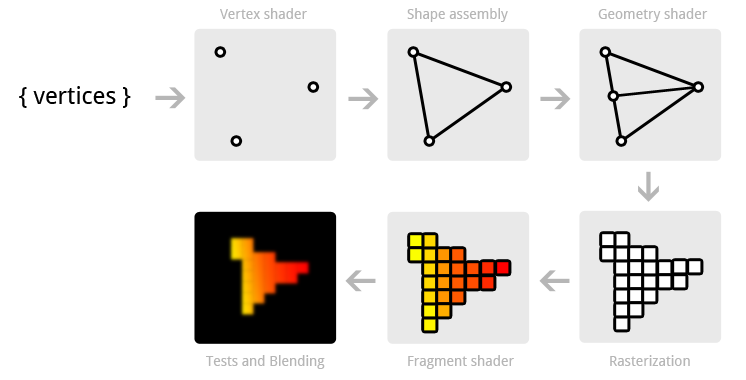 Vertex shader
Shape assembly
Geometry shader
{ vertices }
Tests and Blending
Fragment shader
Rasterization